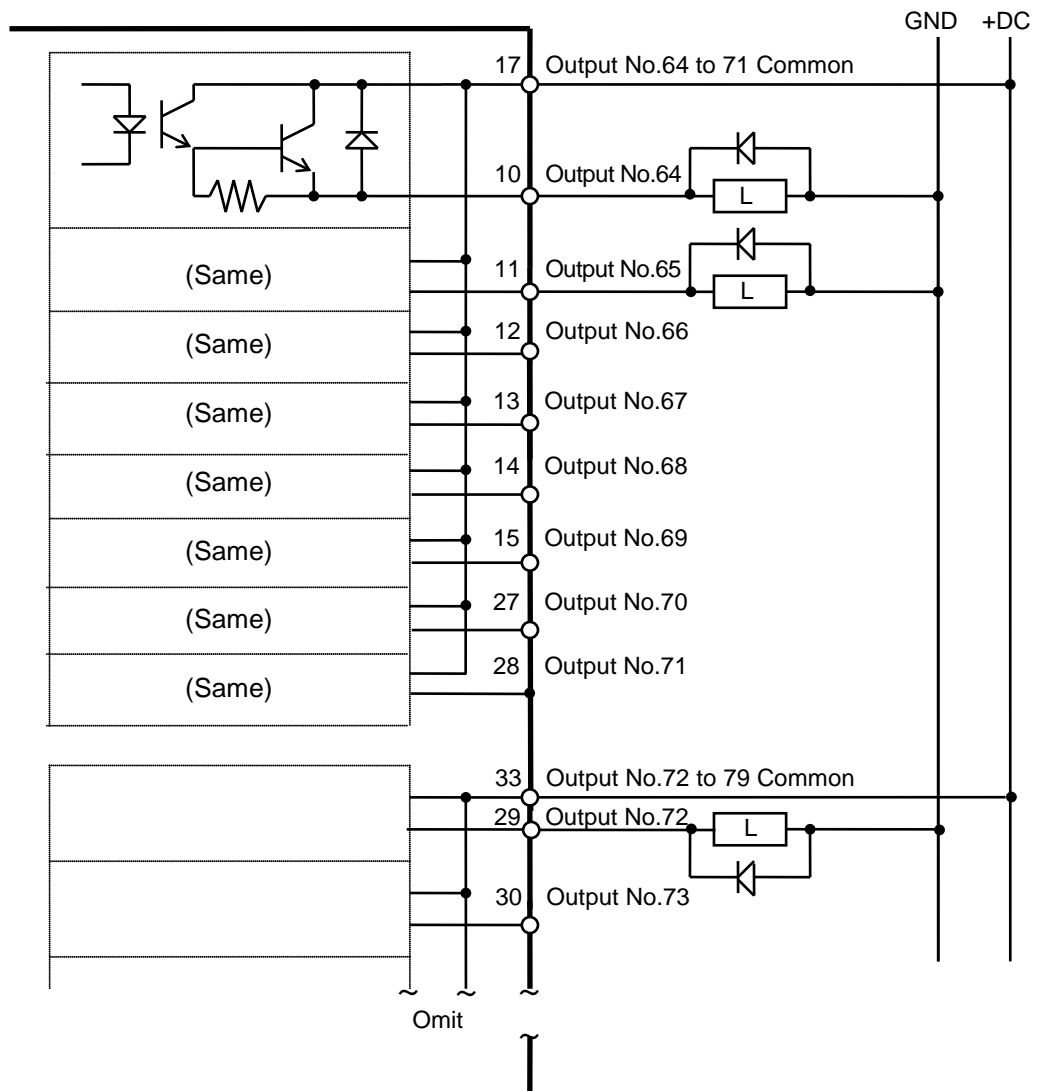 GND +DC
17 Output No.64 to 71 Common
10 Output No.64
L
(Same) 11 Output No.65
L
(Same) 12 Output No.66
(Same) 13 Output No.67
(Same) 14 Output No.68
(Same) 15 Output No.69
(Same) 27 Output No.70
(Same) 28 Output No.71
33 Output No.72 to 79 Common
29 Output No.72
L
30 Output No.73
Omit